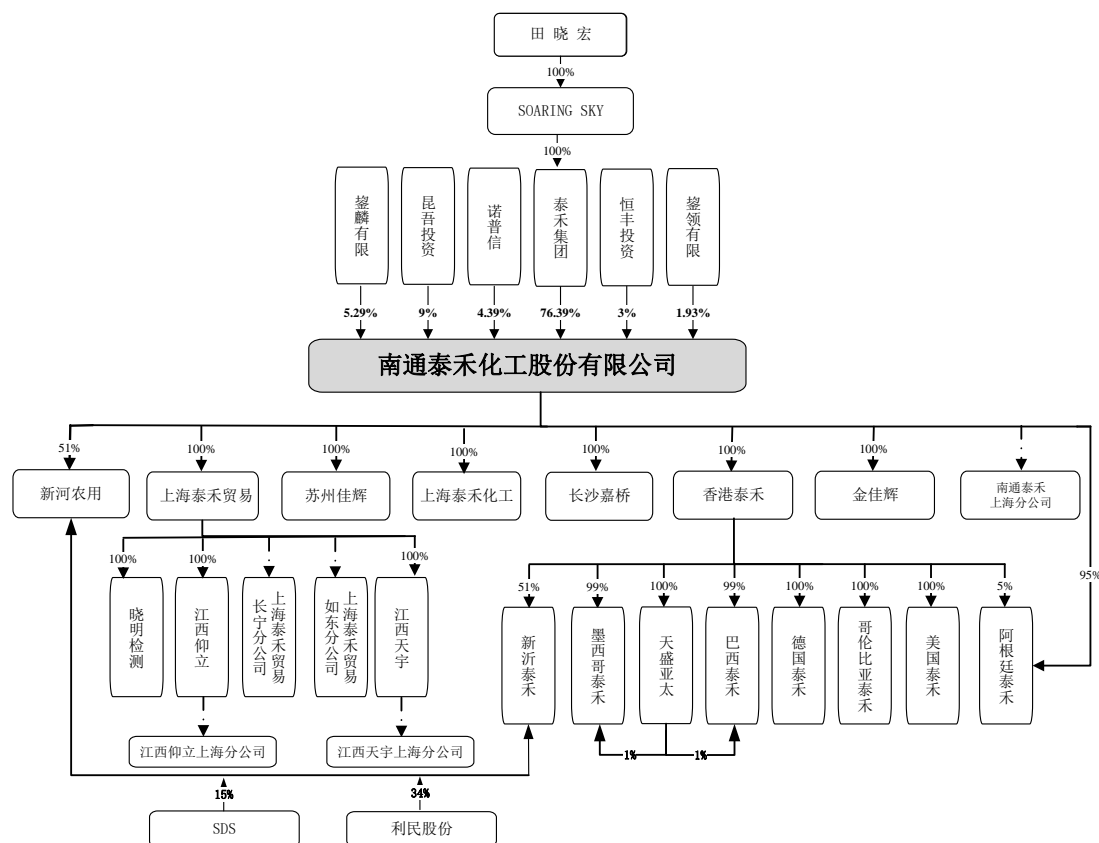 田晓宏
100%
SOARING SKY
100%
鋆麟有限
昆吾投资
诺普信
泰禾集团
恒丰投资
鋆领有限
5.29%
9%
4.39%
76.39%
3%
1.93%
南通泰禾化工股份有限公司
51%
100%
100%
100%
100%
100%
100%
新河农用
上海泰禾贸易
苏州佳辉
上海泰禾化工
长沙嘉桥
香港泰禾
金佳辉
南通泰禾
上海分公司
100%
100%
100%
51%
99%
100%
99%
100%
100%
100%
5%
95%
晓明检测
江西仰立
上海泰禾贸易
长宁分公司
上海泰禾贸易
如东分公司
江西天宇
新沂泰禾
墨西哥泰禾
天盛亚太
巴西泰禾
德国泰禾
哥伦比亚泰禾
美国泰禾
阿根廷泰禾
江西仰立上海分公司
江西天宇上海分公司
1%
1%
15%
34%
SDS
利民股份